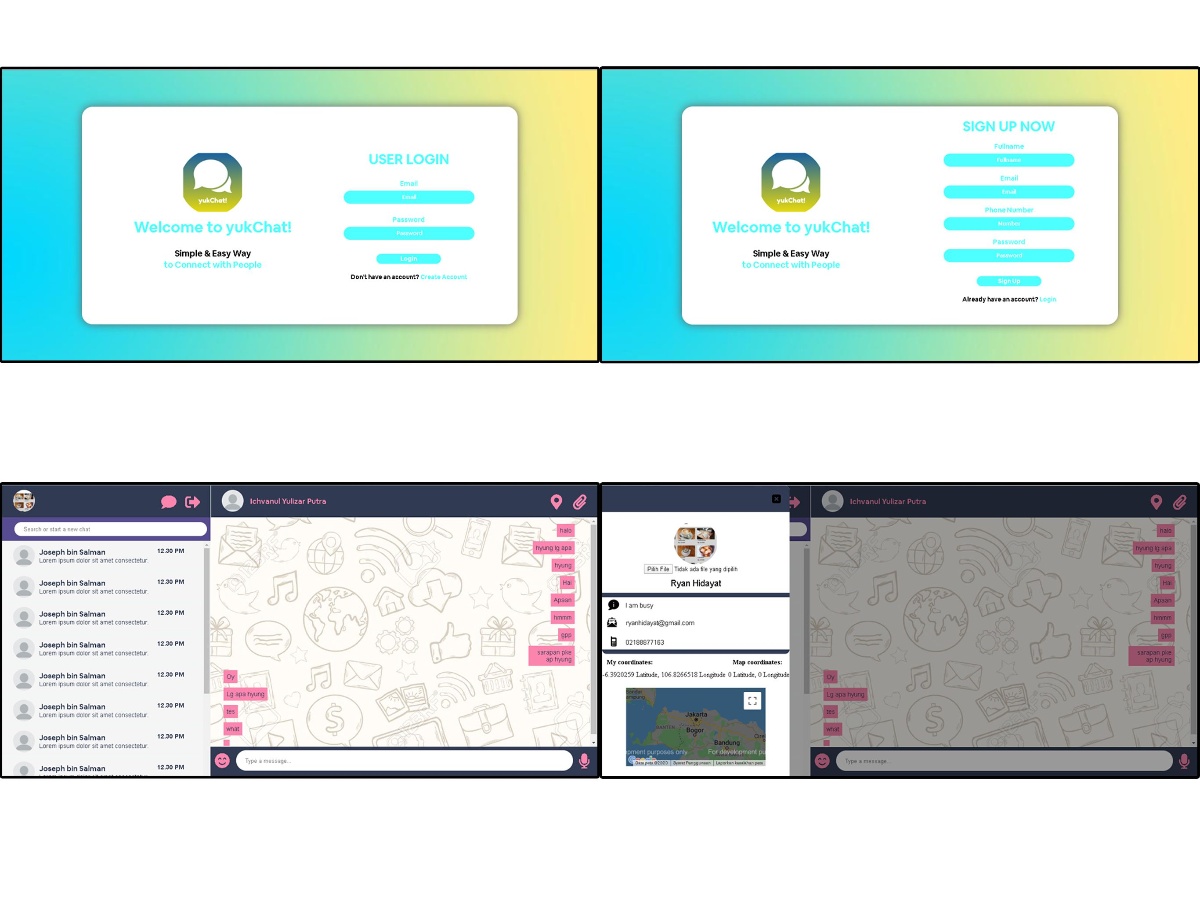 yukChat!
Welcome to yukChat!
Simple & Easy Way
to Connect with People
USER LOGIN
Email
Email
Password
Password
Login
Don't have an account? Create Account
yukChat!
Welcome to yukChat!
Simple & Easy Way
to Connect with People
SIGN UP NOW
Fullname
Fullname
Email
Email
Phone Number
Number
Password
Password
Sign Up
Already have an account? Login
Search or start a new chat
Joseph bin Salman 12.30 PM
Lorem ipsum dolor sit amet consectetur.
Joseph bin Salman 12.30 PM
Lorem ipsum dolor sit amet consectetur.
Joseph bin Salman 12.30 PM
Lorem ipsum dolor sit amet consectetur.
Joseph bin Salman 12.30 PM
Lorem ipsum dolor sit amet consectetur.
Joseph bin Salman 12.30 PM
Lorem ipsum dolor sit amet consectetur.
Joseph bin Salman 12.30 PM
Lorem ipsum dolor sit amet consectetur.
Joseph bin Salman 12.30 PM
Lorem ipsum dolor sit amet consectetur.
Joseph bin Salman 12.30 PM
Lorem ipsum dolor sit amet consectetur.
Ichvanul Yulizar Putra
halo
hyung lg apa
hyung
Hai
Apaan
hmmm
gpp
sarapan pke
ap hyung
Oy
Lg apa hyung
tes
what
Type a message...
Pilih File Tidak ada file yang dipilih
Ryan Hidayat
I am busy
ryanhidayat@gmail.com
02188877183
My coordinates: Map coordinates:
-6.3920259 Latitude, 106.8266518 Longitude 0 Latitude, 0 Longitude
Jakarta
BANTEN
Bogor
Bandung
opment purposes only
For development pu
Ichvanul Yulizar Putra
halo
hyung lg apa
hyung
Hai
Apaan
hmmm
gpp
sarapan pke
ap hyung
Oy
Lg apa hyung
tes
what
Type a message...